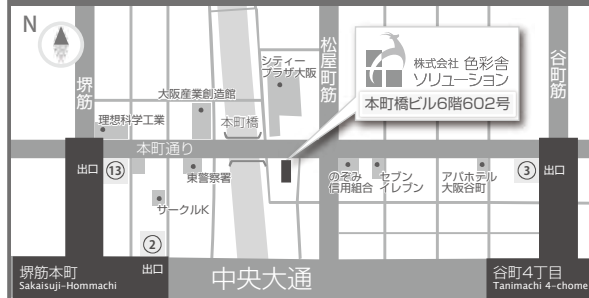 N
堺筋
大阪産業創造館
理想科学工業
シティー
プラザ大阪
松屋町筋
株式会社 色彩舎
ソリューション
本町橋ビル6階602号
谷町筋
本町橋
本町通り
出口 13
東警察署
サークルK
のぞみ
信用組合
セブン
イレブン
アパホテル
大阪谷町
3 出口
2
出口
堺筋本町
Sakaisuji-Hommachi
中央大通
谷町4丁目
Tanimachi 4-chome